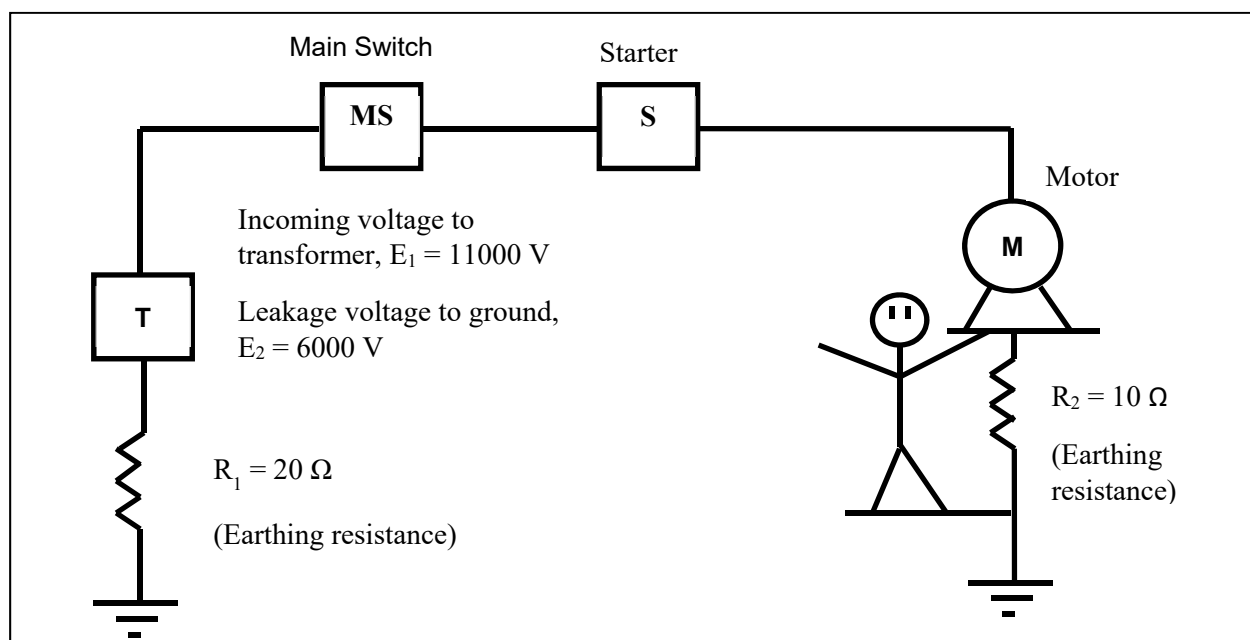 Main Switch
Starter
MS
S
Motor
Incoming voltage to
transformer, E₁ = 11000 V
M
T
Leakage voltage to ground,
E₂ = 6000 V
R₂ = 10 Ω
R₁ = 20 Ω
(Earthing
resistance)
(Earthing resistance)